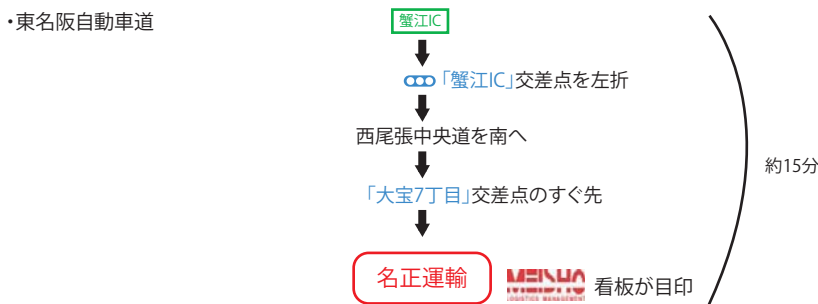 ・東名阪自動車道
蟹江IC
「蟹江IC」交差点を左折
西尾張中央道を南へ
約15分
「大宝7丁目」交差点のすぐ先
名正運輸
MEISHO
LOGISTICS MANAGEMENT
看板が目印